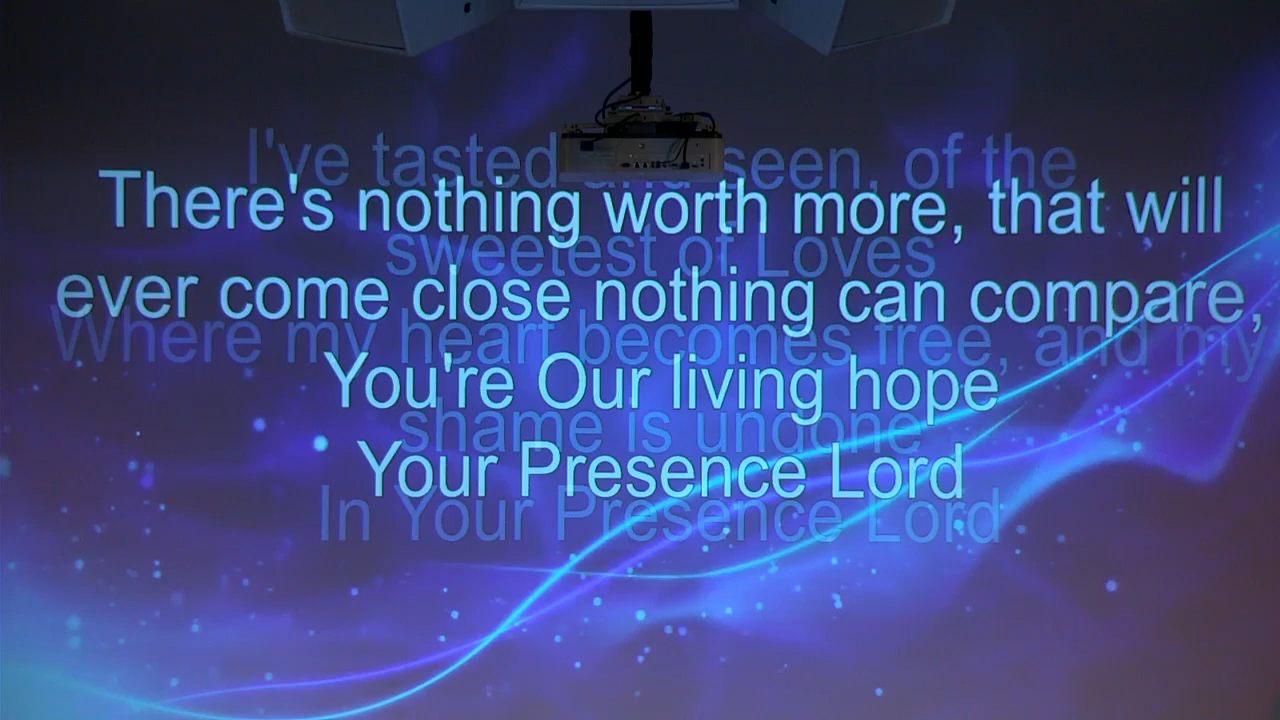 I've tasted and seen, of the
There's nothing worth more, that will
sweetest of Loves
ever come close nothing can compare,
Where my heart becomes free, and my
You're Our living hope
shame is undone
Your Presence Lord
In Your Presence Lord